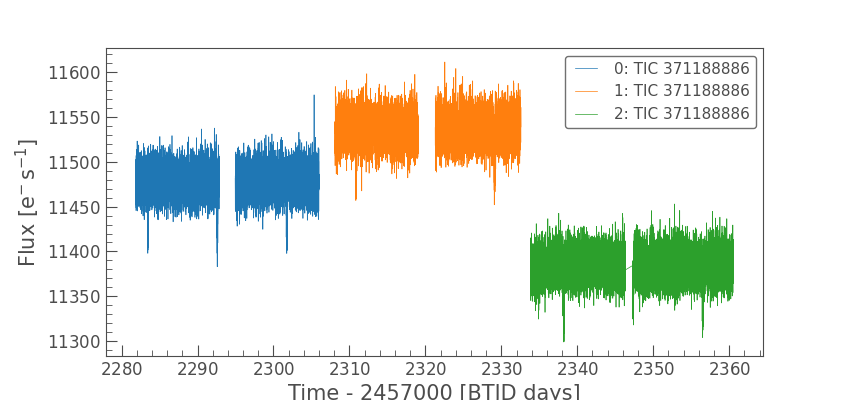 11600
11550
11500
11450
11400
11350
11300
Flux [e⁻ s⁻¹]
0: TIC 371188886
1: TIC 371188886
2: TIC 371188886
2280 2290 2300 2310 2320 2330 2340 2350 2360
Time - 2457000 [BTJD days]